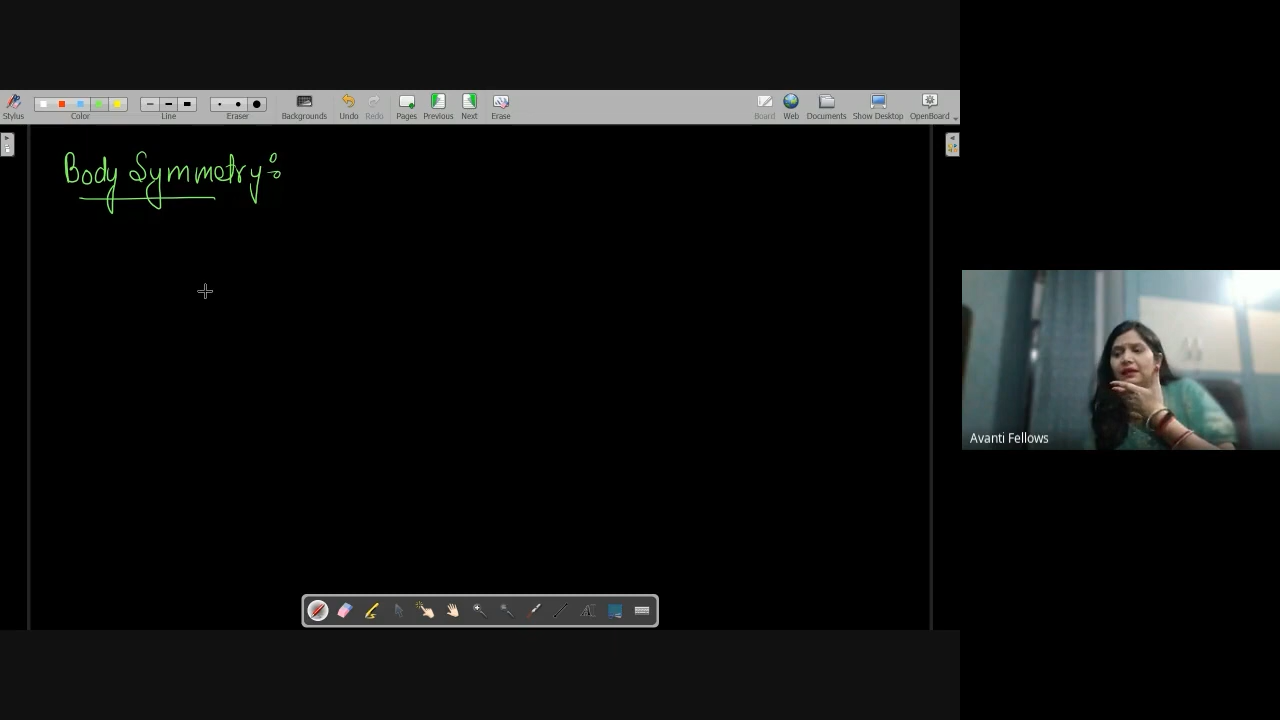 Stylus
Color
Line
Eraser
Backgrounds
Undo
Redo
Pages
Previous
Next
Erase
Board
Web
Documents
Show Desktop
OpenBoard
Body Symmetry:
Avanti Fellows